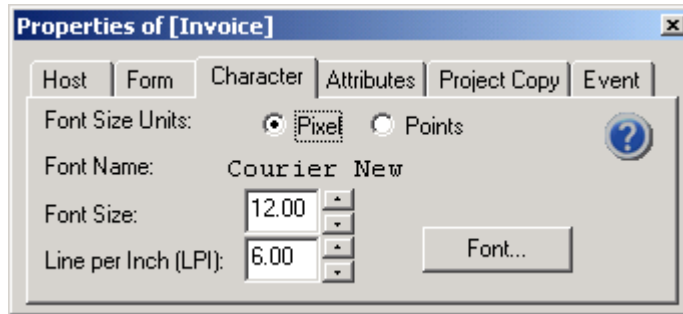 Properties of [Invoice]
Host Form Character Attributes Project Copy Event
Font Size Units: Pixel Points
?
Font Name: Courier New
Font Size: 12.00
Line per Inch (LPI): 6.00 Font...